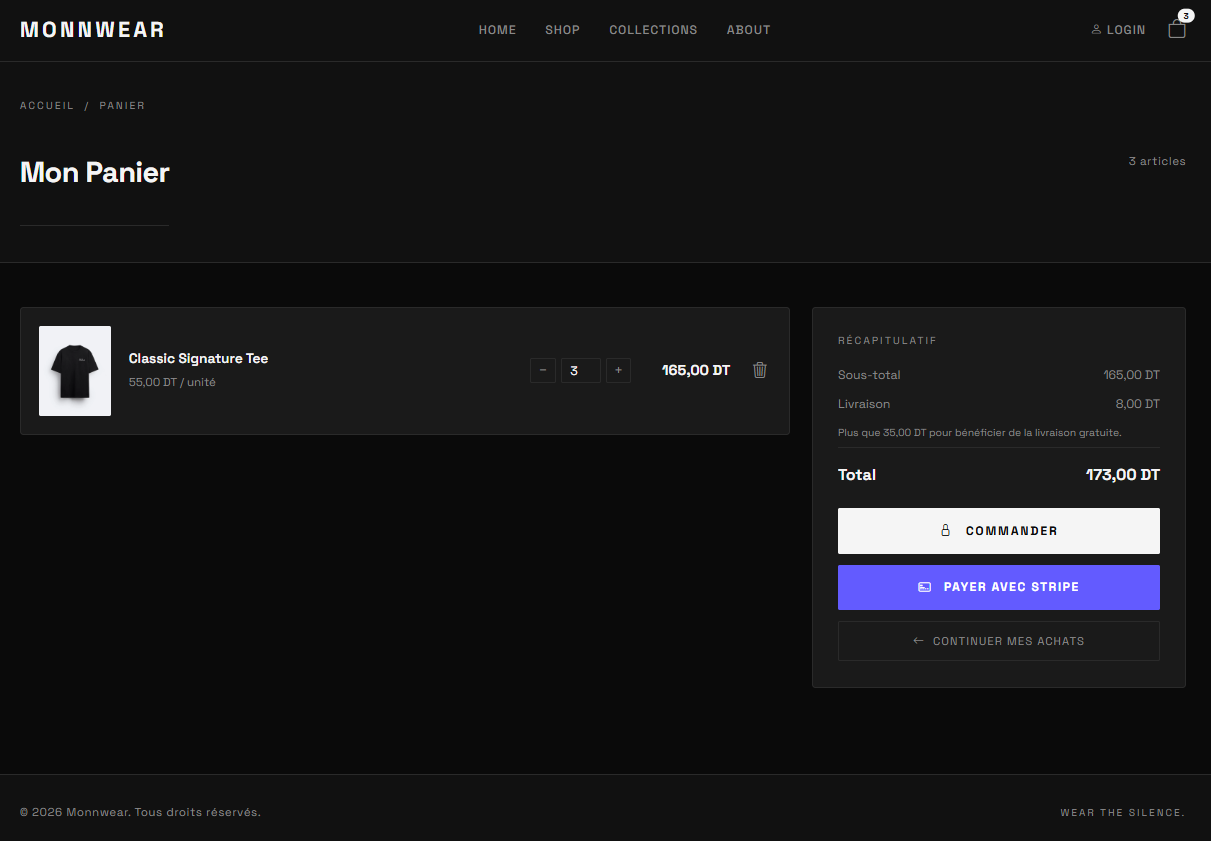 MONNWEAR
HOME SHOP COLLECTIONS ABOUT
LOGIN
3
ACCUEIL / PANIER
Mon Panier
3 articles
Classic Signature Tee
55,00 DT / unité
− 3 +
165,00 DT
RÉCAPITULATIF
Sous-total 165,00 DT
Livraison 8,00 DT
Plus que 35,00 DT pour bénéficier de la livraison gratuite.
Total 173,00 DT
COMMANDER
PAYER AVEC STRIPE
← CONTINUER MES ACHATS
© 2026 Monnwear. Tous droits réservés.
WEAR THE SILENCE.